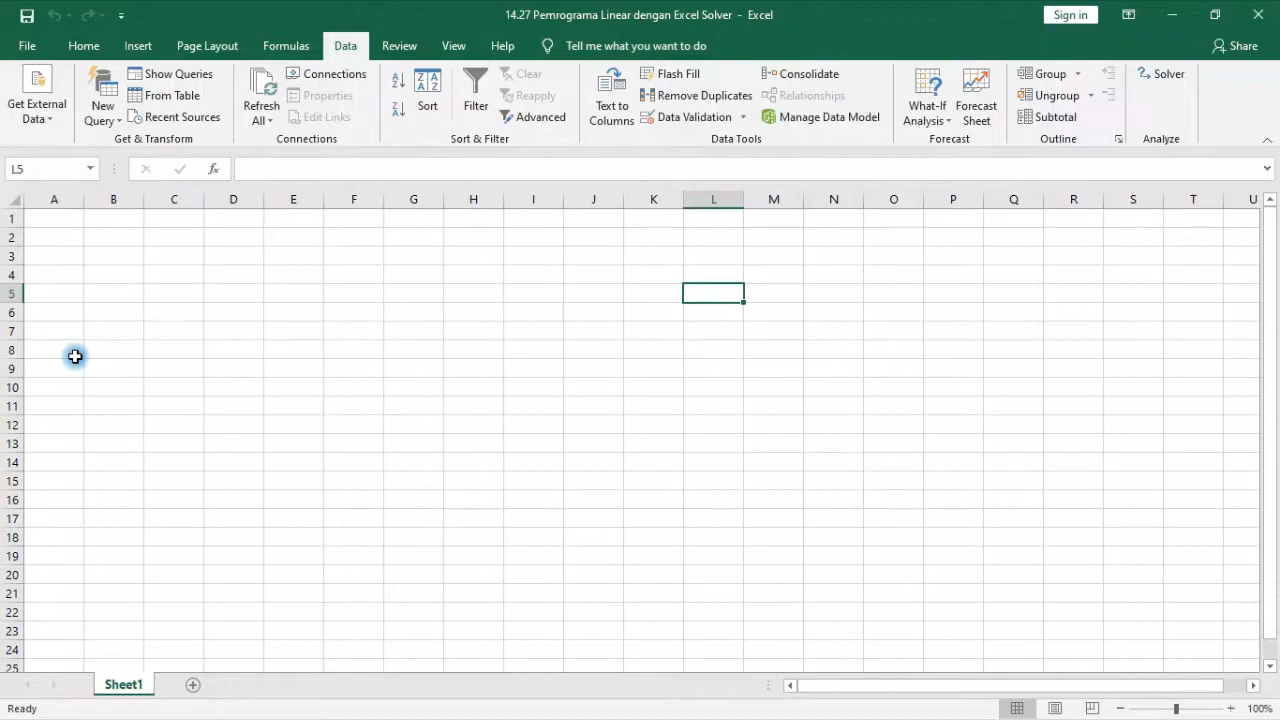 14.27 Pemrograma Linear dengan Excel Solver - Excel
Sign in
File Home Insert Page Layout Formulas Data Review View Help Tell me what you want to do Share
Get External Data
New Query
Show Queries
From Table
Recent Sources
Get & Transform
Refresh All
Connections
Properties
Edit Links
Connections
Sort
Filter
Clear
Reapply
Advanced
Sort & Filter
Text to Columns
Flash Fill
Remove Duplicates
Data Validation
Consolidate
Relationships
Manage Data Model
Data Tools
What-If Analysis
Forecast Sheet
Forecast
Group
Ungroup
Subtotal
Outline
Solver
Analyze
L5 fx
A B C D E F G H I J K L M N O P Q R S T U
1
2
3
4
5
6
7
8
9
10
11
12
13
14
15
16
17
18
19
20
21
22
23
24
25
Sheet1
Ready 100%